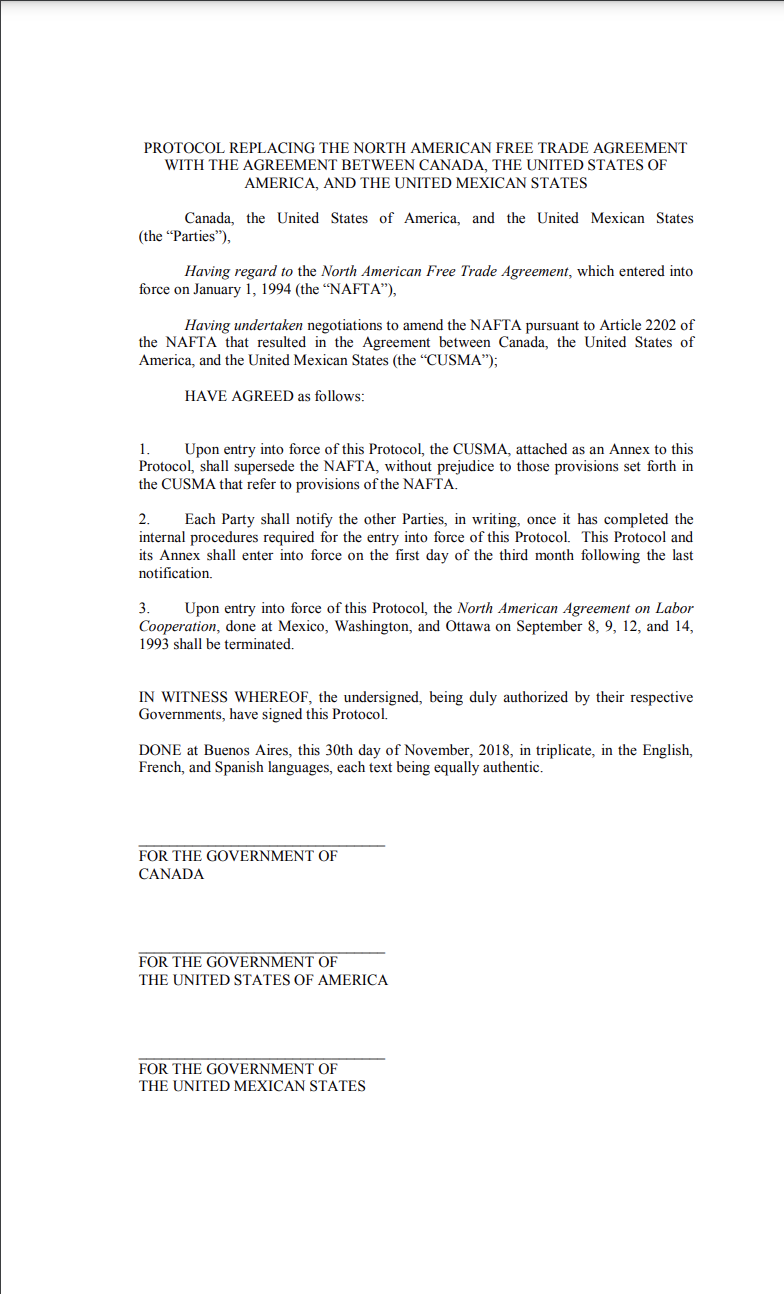 PROTOCOL REPLACING THE NORTH AMERICAN FREE TRADE AGREEMENT
WITH THE AGREEMENT BETWEEN CANADA, THE UNITED STATES OF
AMERICA, AND THE UNITED MEXICAN STATES
Canada, the United States of America, and the United Mexican States
(the “Parties”),
Having regard to the North American Free Trade Agreement, which entered into
force on January 1, 1994 (the “NAFTA”),
Having undertaken negotiations to amend the NAFTA pursuant to Article 2202 of
the NAFTA that resulted in the Agreement between Canada, the United States of
America, and the United Mexican States (the “CUSMA”);
HAVE AGREED as follows:
1. Upon entry into force of this Protocol, the CUSMA, attached as an Annex to this
Protocol, shall supersede the NAFTA, without prejudice to those provisions set forth in
the CUSMA that refer to provisions of the NAFTA.
2. Each Party shall notify the other Parties, in writing, once it has completed the
internal procedures required for the entry into force of this Protocol. This Protocol and
its Annex shall enter into force on the first day of the third month following the last
notification.
3. Upon entry into force of this Protocol, the North American Agreement on Labor
Cooperation, done at Mexico, Washington, and Ottawa on September 8, 9, 12, and 14,
1993 shall be terminated.
IN WITNESS WHEREOF, the undersigned, being duly authorized by their respective
Governments, have signed this Protocol.
DONE at Buenos Aires, this 30th day of November, 2018, in triplicate, in the English,
French, and Spanish languages, each text being equally authentic.
FOR THE GOVERNMENT OF
CANADA
FOR THE GOVERNMENT OF
THE UNITED STATES OF AMERICA
FOR THE GOVERNMENT OF
THE UNITED MEXICAN STATES